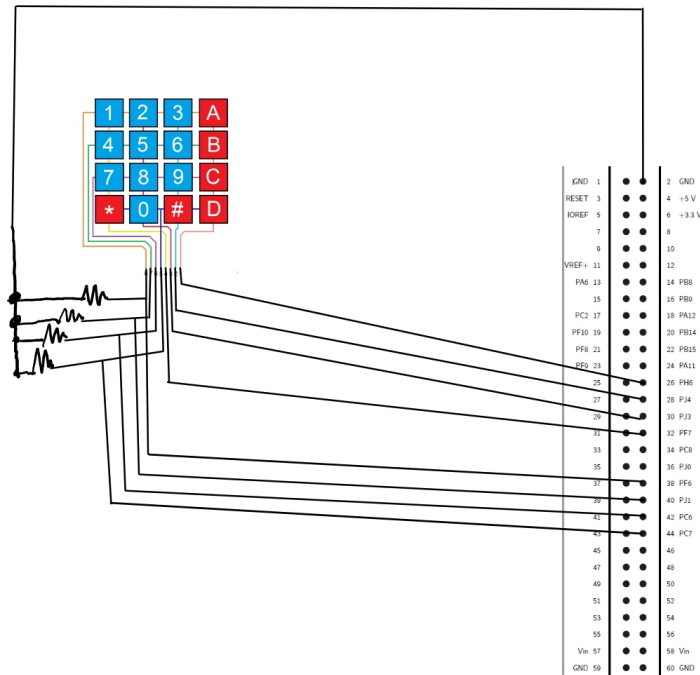 1 2 3 A
4 5 6 B
7 8 9 C
* 0 # D
GND 1 2 GND
RESET 3 4 +5 V
IOREF 5 6 +3.3 V
7 8
9 10
VREF+ 11 12
PA6 13 14 PB8
15 16 PB9
PC2 17 18 PA12
PF10 19 20 PB14
PF8 21 22 PB15
PF9 23 24 PA11
25 26 PH6
27 28 PJ4
29 30 PJ3
31 32 PF7
33 34 PC8
35 36 PJ0
37 38 PF6
39 40 PJ1
41 42 PC6
43 44 PC7
45 46
47 48
49 50
51 52
53 54
55 56
Vin 57 58 Vin
GND 59 60 GND